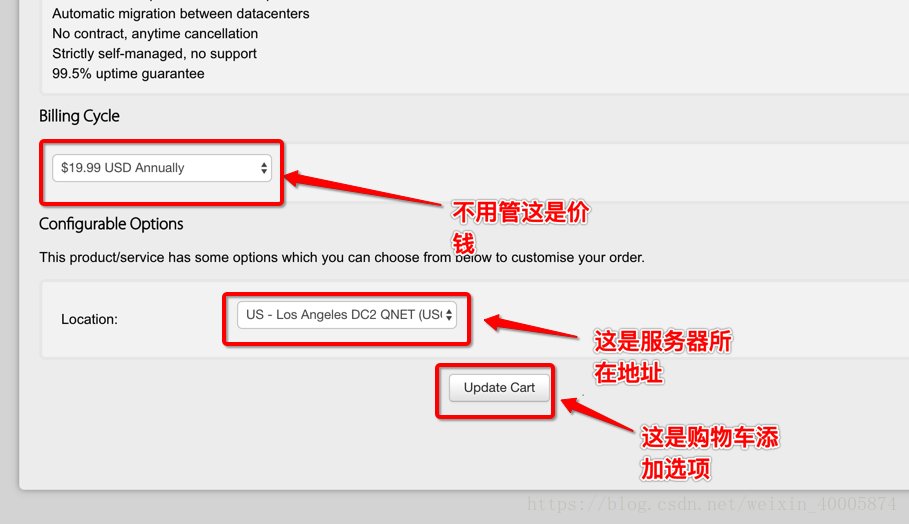 Automatic migration between datacenters
No contract, anytime cancellation
Strictly self-managed, no support
99.5% uptime guarantee
Billing Cycle
$19.99 USD Annually
不用管这是价
钱
Configurable Options
This product/service has some options which you can choose from below to customise your order.
Location:
US - Los Angeles DC2 QNET (USC
这是服务器所
在地址
Update Cart
这是购物车添
加选项
https://blog.csdn.net/weixin_40005874